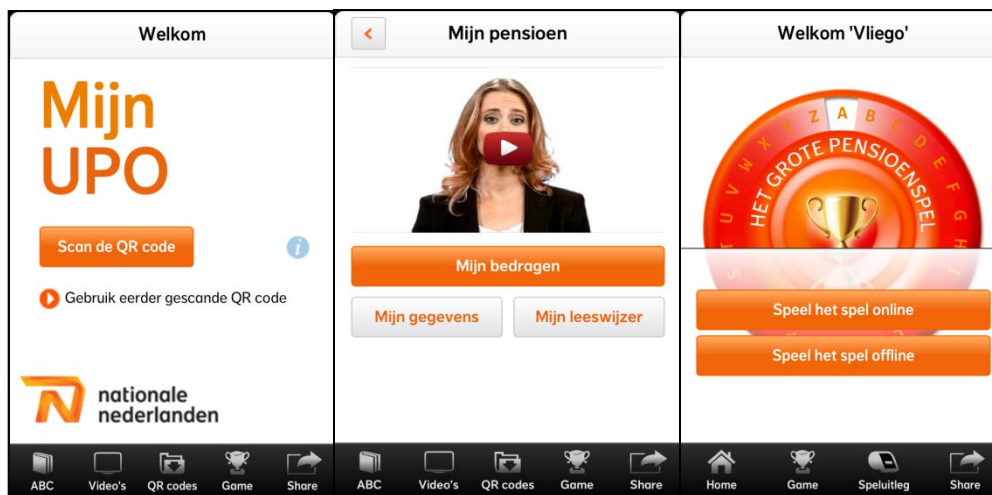 Welkom
Mijn
UPO
Scan de QR code
i
Gebruik eerder gescande QR code
nationale
nederlanden
ABC Video's QR codes Game Share
Mijn pensioen
Mijn bedragen
Mijn gegevens Mijn leeswijzer
ABC Video's QR codes Game Share
Welkom 'Vliego'
S T U V W X Y Z A B C D E F G H I
HET GROTE PENSIOENSPEL
Speel het spel online
Speel het spel offline
Home Game Speluitleg Share